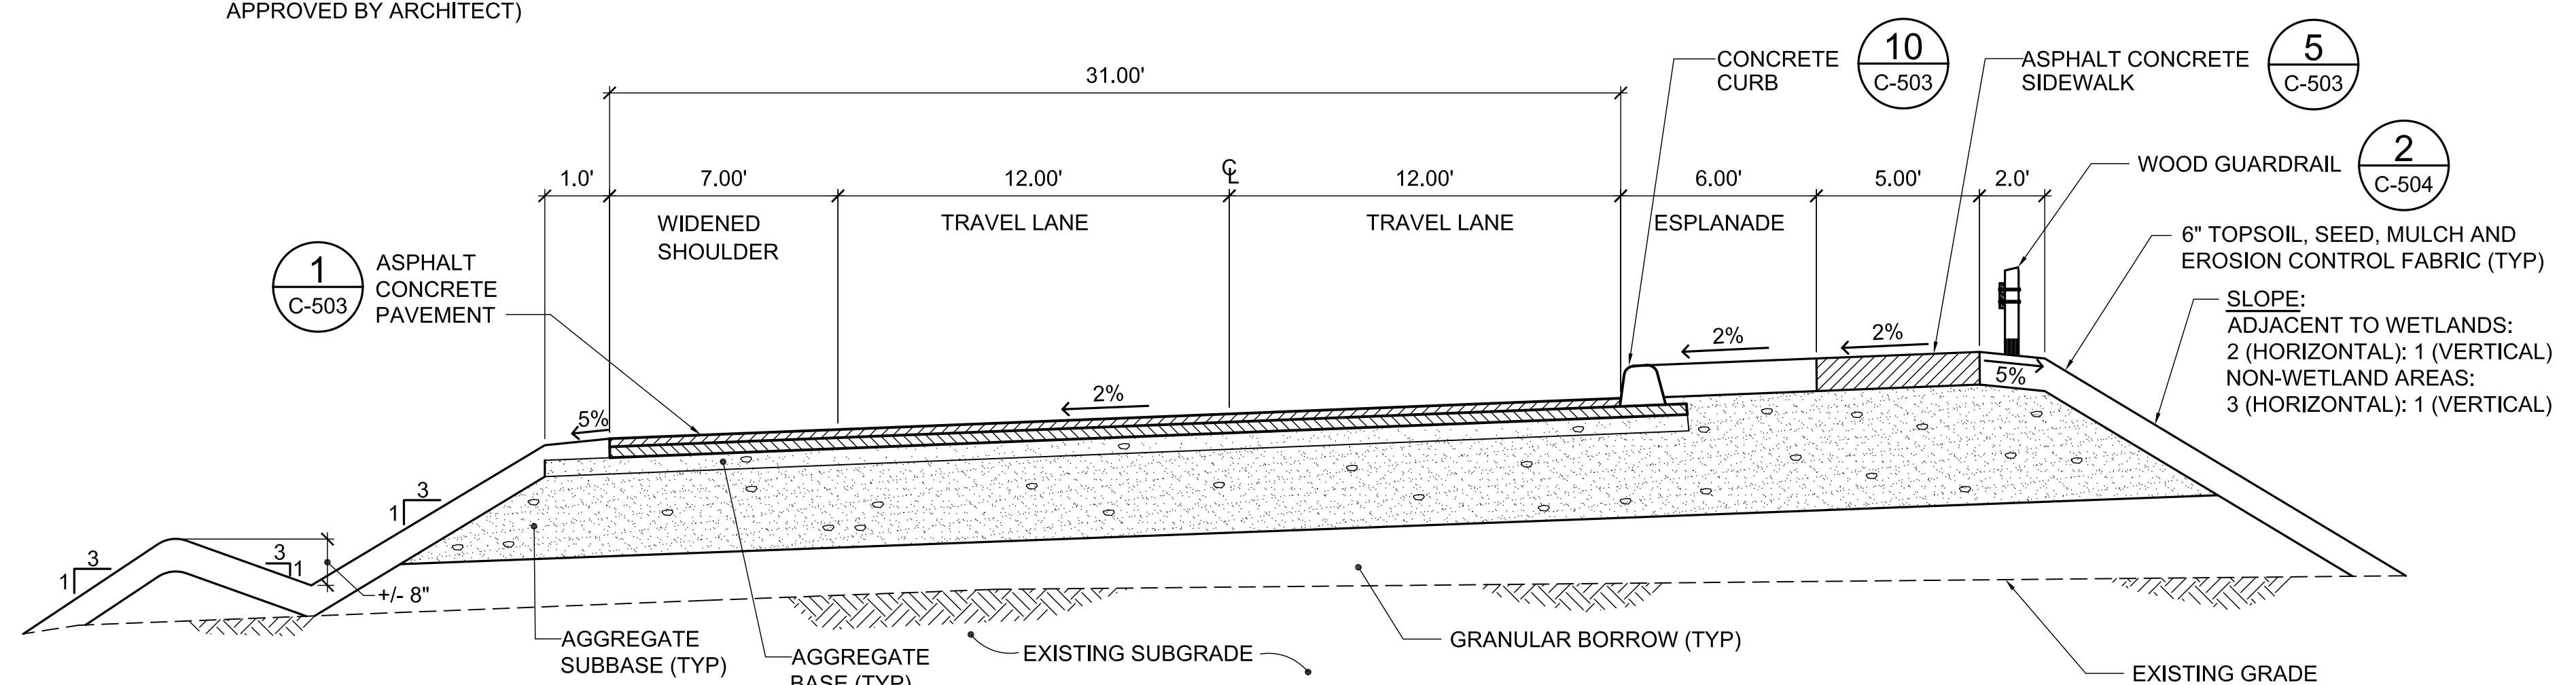 APPROVED BY ARCHITECT)
31.00'
CONCRETE
CURB
10
C-503
ASPHALT CONCRETE
SIDEWALK
5
C-503
WOOD GUARDRAIL
2
C-504
1.0'
7.00'
12.00'
℄
12.00'
6.00'
5.00'
2.0'
WIDENED
SHOULDER
TRAVEL LANE
TRAVEL LANE
ESPLANADE
6" TOPSOIL, SEED, MULCH AND
EROSION CONTROL FABRIC (TYP)
1
C-503
ASPHALT
CONCRETE
PAVEMENT
SLOPE:
ADJACENT TO WETLANDS:
2 (HORIZONTAL): 1 (VERTICAL)
NON-WETLAND AREAS:
3 (HORIZONTAL): 1 (VERTICAL)
5%
2%
2%
2%
5%
3
1
3
1
3
1
+/- 8"
AGGREGATE
SUBBASE (TYP)
AGGREGATE
BASE (TYP)
EXISTING SUBGRADE
GRANULAR BORROW (TYP)
EXISTING GRADE